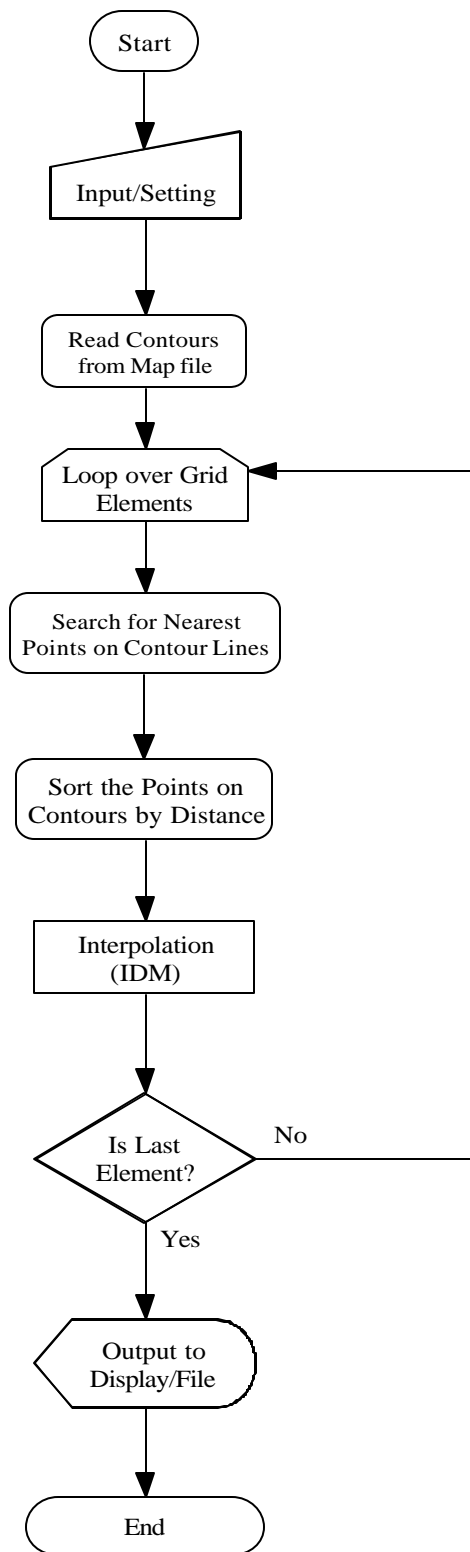 Start
Input/Setting
Read Contours
from Map file
Loop over Grid
Elements
Search for Nearest
Points on Contour Lines
Sort the Points on
Contours by Distance
Interpolation
(IDM)
Is Last
Element?
No
Yes
Output to
Display/File
End